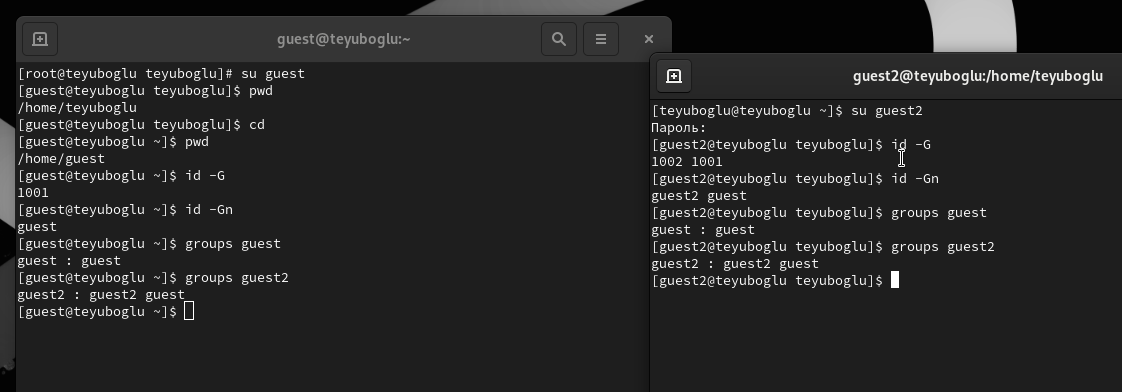 guest@teyuboglu:~
[root@teyuboglu teyuboglu]# su guest
[guest@teyuboglu teyuboglu]$ pwd
/home/teyuboglu
[guest@teyuboglu teyuboglu]$ cd
[guest@teyuboglu ~]$ pwd
/home/guest
[guest@teyuboglu ~]$ id -G
1001
[guest@teyuboglu ~]$ id -Gn
guest
[guest@teyuboglu ~]$ groups guest
guest : guest
[guest@teyuboglu ~]$ groups guest2
guest2 : guest2 guest
[guest@teyuboglu ~]$
guest2@teyuboglu:/home/teyuboglu
[teyuboglu@teyuboglu ~]$ su guest2
Пароль:
[guest2@teyuboglu teyuboglu]$ id -G
1002 1001
[guest2@teyuboglu teyuboglu]$ id -Gn
guest2 guest
[guest2@teyuboglu teyuboglu]$ groups guest
guest : guest
[guest2@teyuboglu teyuboglu]$ groups guest2
guest2 : guest2 guest
[guest2@teyuboglu teyuboglu]$